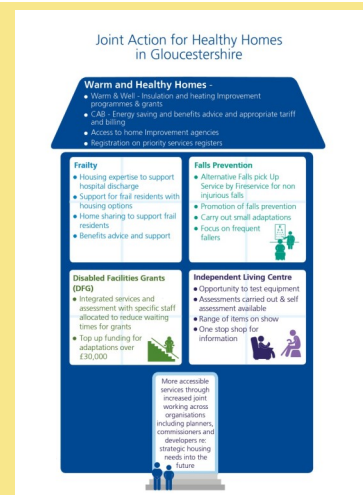 Joint Action for Healthy Homes
in Gloucestershire
Warm and Healthy Homes -
• Warm & Well - Insulation and heating Improvement
programmes & grants
• CAB - Energy saving and benefits advice and appropriate tariff
and billing
• Access to home Improvement agencies
• Registration on priority services registers
Frailty
• Housing expertise to support
hospital discharge
• Support for frail residents with
housing options
• Home sharing to support frail
residents
• Benefits advice and support
Falls Prevention
• Alternative Falls pick Up
Service by Fireservice for non
injurious falls
• Promotion of falls prevention
• Carry out small adaptations
• Focus on frequent
fallers
Disabled Facilities Grants
(DFG)
• Integrated services and
assessment with specific staff
allocated to reduce waiting
times for grants
• Top up funding for
adaptations over
£30,000
Independent Living Centre
• Opportunity to test equipment
• Assessments carried out & self
assessment available
• Range of items on show
• One stop shop for
information
More accessible
services through
increased joint
working across
organisations
including planners,
commissioners and
developers re:
strategic housing
needs into the
future